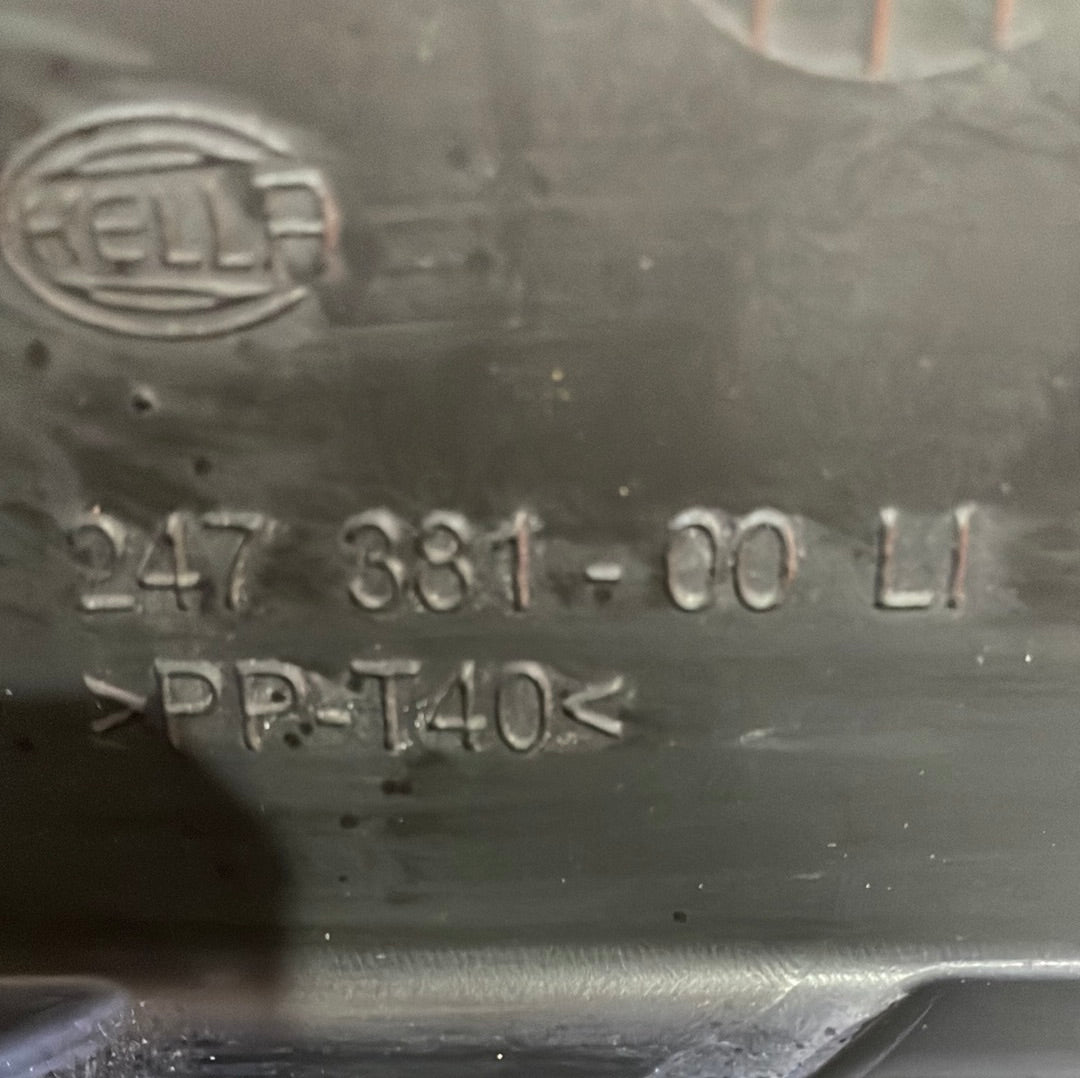 HELLA
247 381-00 LI
>PP-T40<